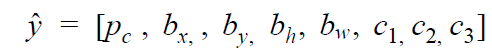 ŷ = [p_c , b_x, , b_y, b_h, b_w, c_1, c_2, c_3]